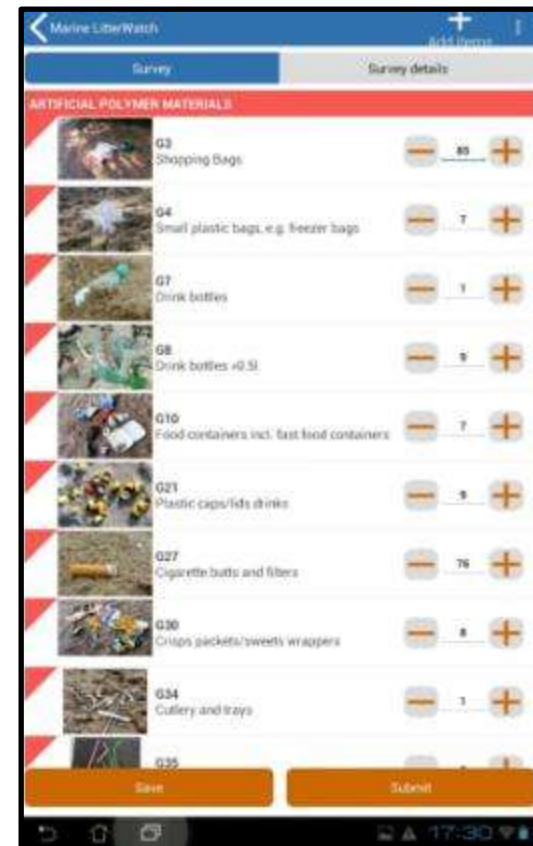 Marine LitterWatch
Add items
Survey
Survey details
ARTIFICIAL POLYMER MATERIALS
G3
Shopping Bags
G4
Small plastic bags, e.g. freezer bags
7
G7
Drink bottles
1
G8
Drink bottles >0.5l
9
G10
Food containers incl. fast food containers
7
G21
Plastic caps/lids drinks
9
G27
Cigarette butts and filters
76
G30
Crisps packets/sweets wrappers
8
G34
Cutlery and trays
1
G35
Save
Submit
17:30